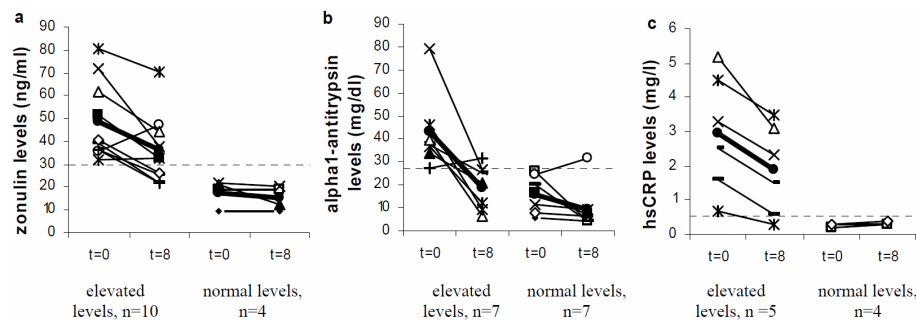 a
zonulin levels (ng/ml)
90
80
70
60
50
40
30
20
10
0
t=0 t=8 t=0 t=8
elevated
levels, n=10
normal levels,
n=4
b
alpha1-antitrypsin
levels (mg/dl)
90
80
70
60
50
40
30
20
10
0
t=0 t=8 t=0 t=8
elevated
levels, n=7
normal levels,
n=7
c
hsCRP levels (mg/l)
6
5
4
3
2
1
0
t=0 t=8 t=0 t=8
elevated
levels, n =5
normal levels,
n=4